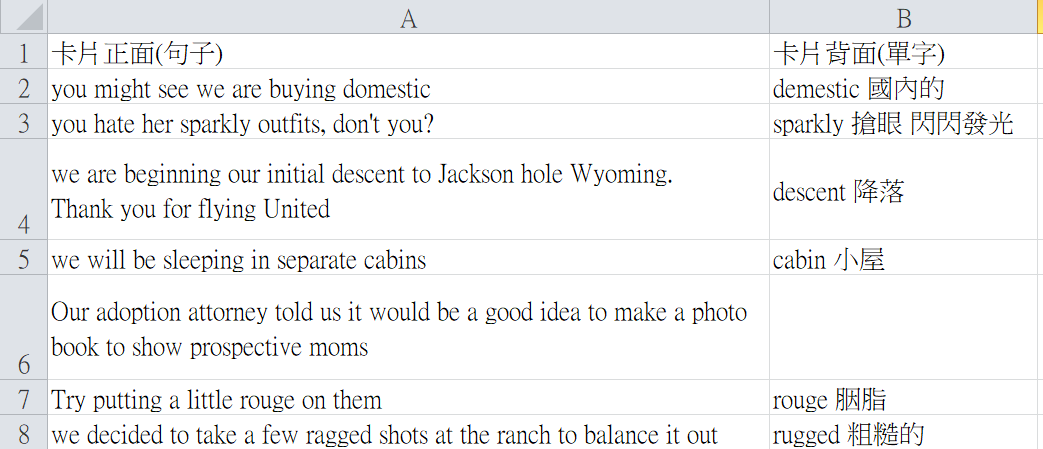 A B
1 卡片正面(句子) 卡片背面(單字)
2 you might see we are buying domestic demestic 國內的
3 you hate her sparkly outfits, don't you? sparkly 搶眼 閃閃發光
we are beginning our initial descent to Jackson hole Wyoming.
4 Thank you for flying United descent 降落
5 we will be sleeping in separate cabins cabin 小屋
Our adoption attorney told us it would be a good idea to make a photo
6 book to show prospective moms
7 Try putting a little rouge on them rouge 胭脂
8 we decided to take a few ragged shots at the ranch to balance it out rugged 粗糙的